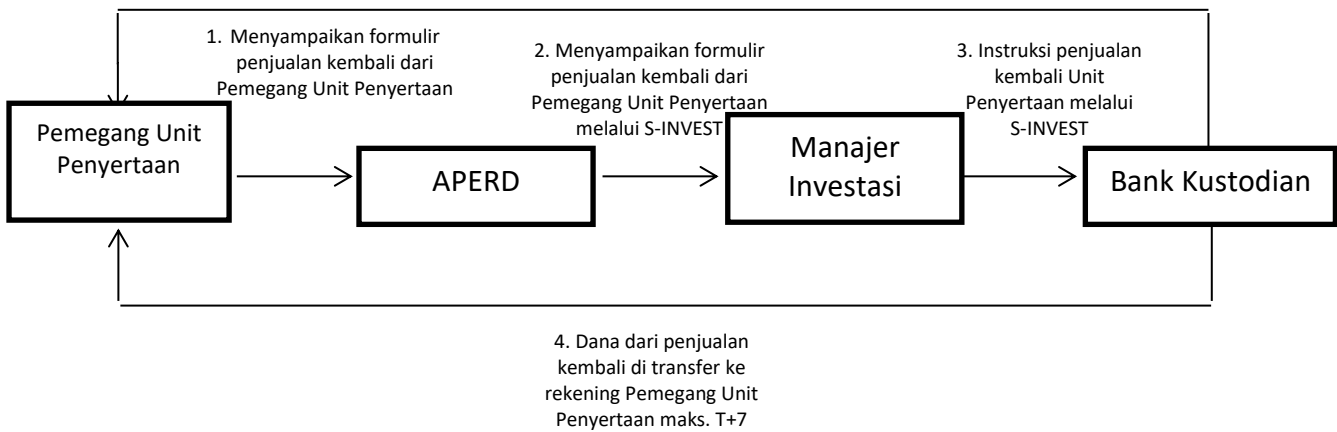 1. Menyampaikan formulir
penjualan kembali dari
Pemegang Unit Penyertaan
2. Menyampaikan formulir
penjualan kembali dari
Pemegang Unit Penyertaan
melalui S-INVEST
3. Instruksi penjualan
kembali Unit
Penyertaan melalui
S-INVEST
Pemegang Unit
Penyertaan
APERD
Manajer
Investasi
Bank Kustodian
4. Dana dari penjualan
kembali di transfer ke
rekening Pemegang Unit
Penyertaan maks. T+7